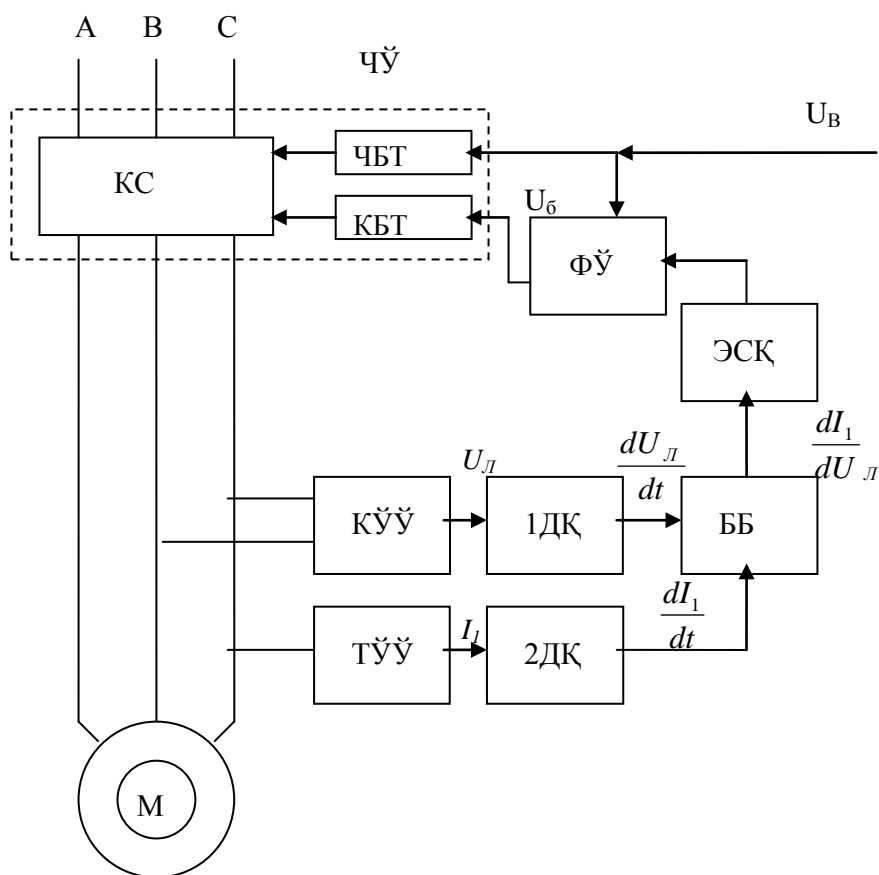 А В С
ЧЎ
U_В
ЧБТ
КС
U_б
КБТ
ФЎ
ЭСҚ
U_Л
dU_Л/dt
dI_1/dU_Л
КЎЎ
1ДҚ
ББ
I_1
dI_1/dt
ТЎЎ
2ДҚ
М